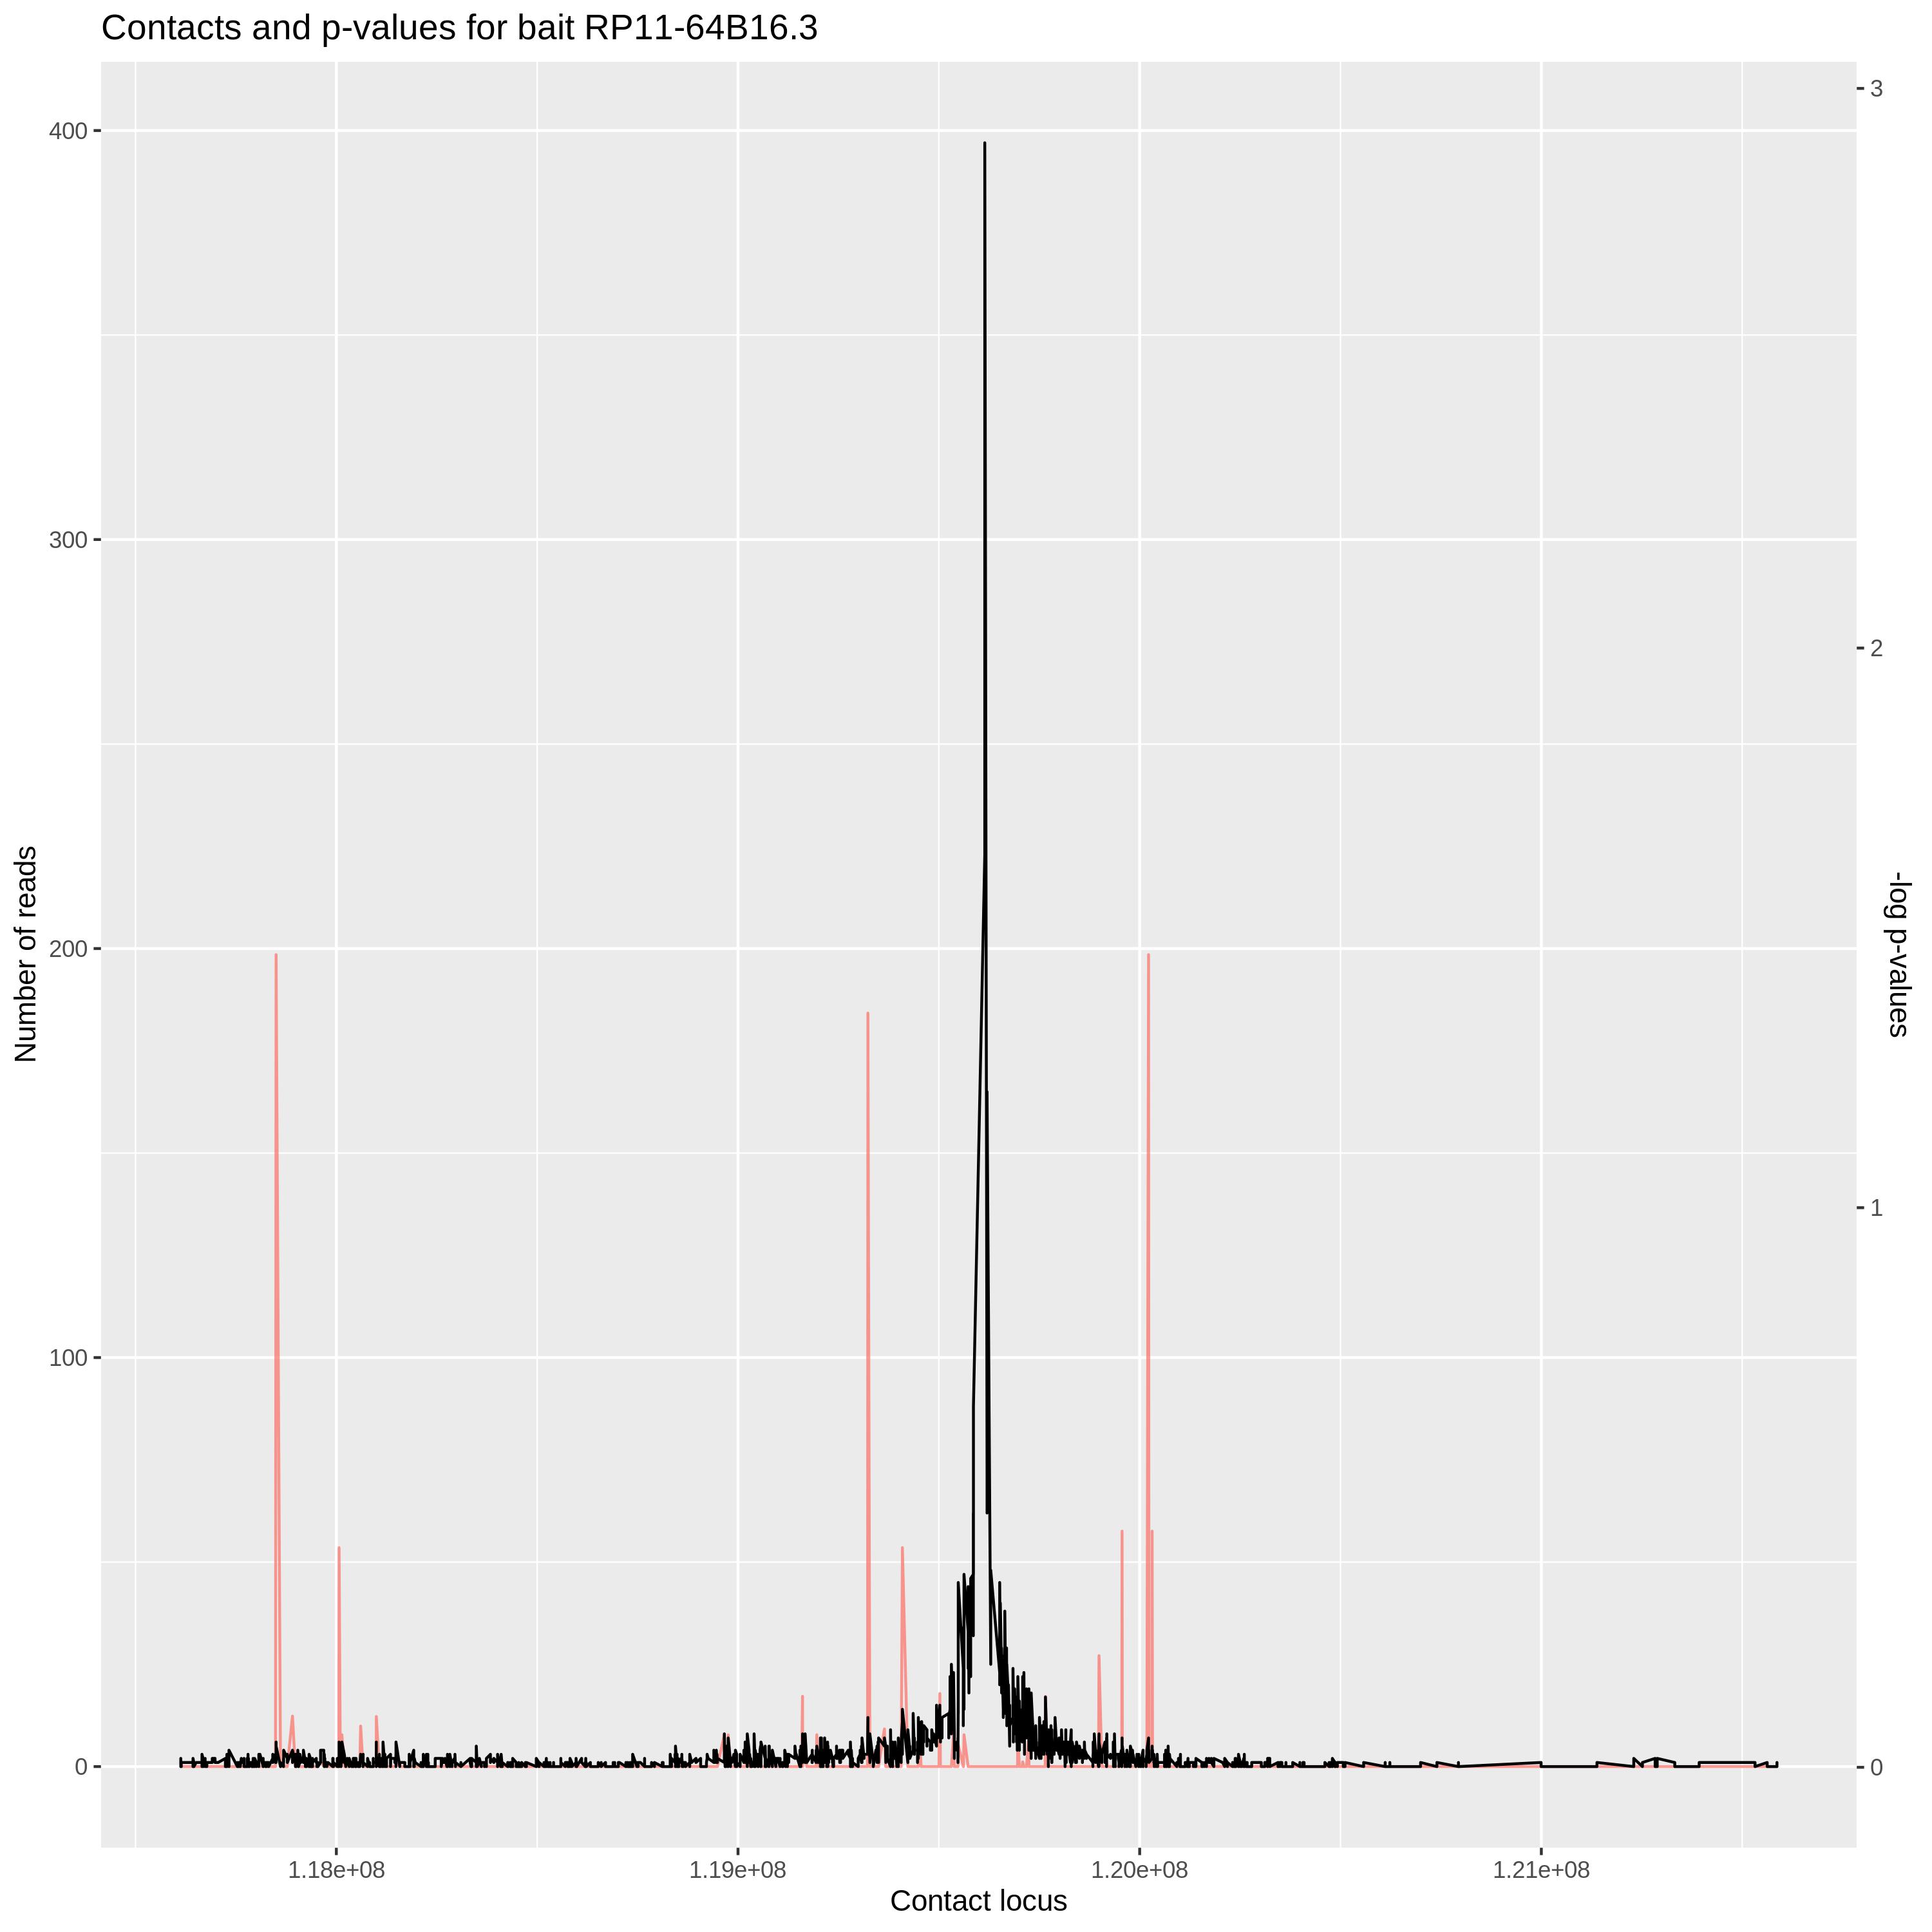 Contacts and p-values for bait RP11-64B16.3
400
300
200
100
0
3
2
1
0
Number of reads
-log p-values
1.18e+08
1.19e+08
1.20e+08
1.21e+08
Contact locus